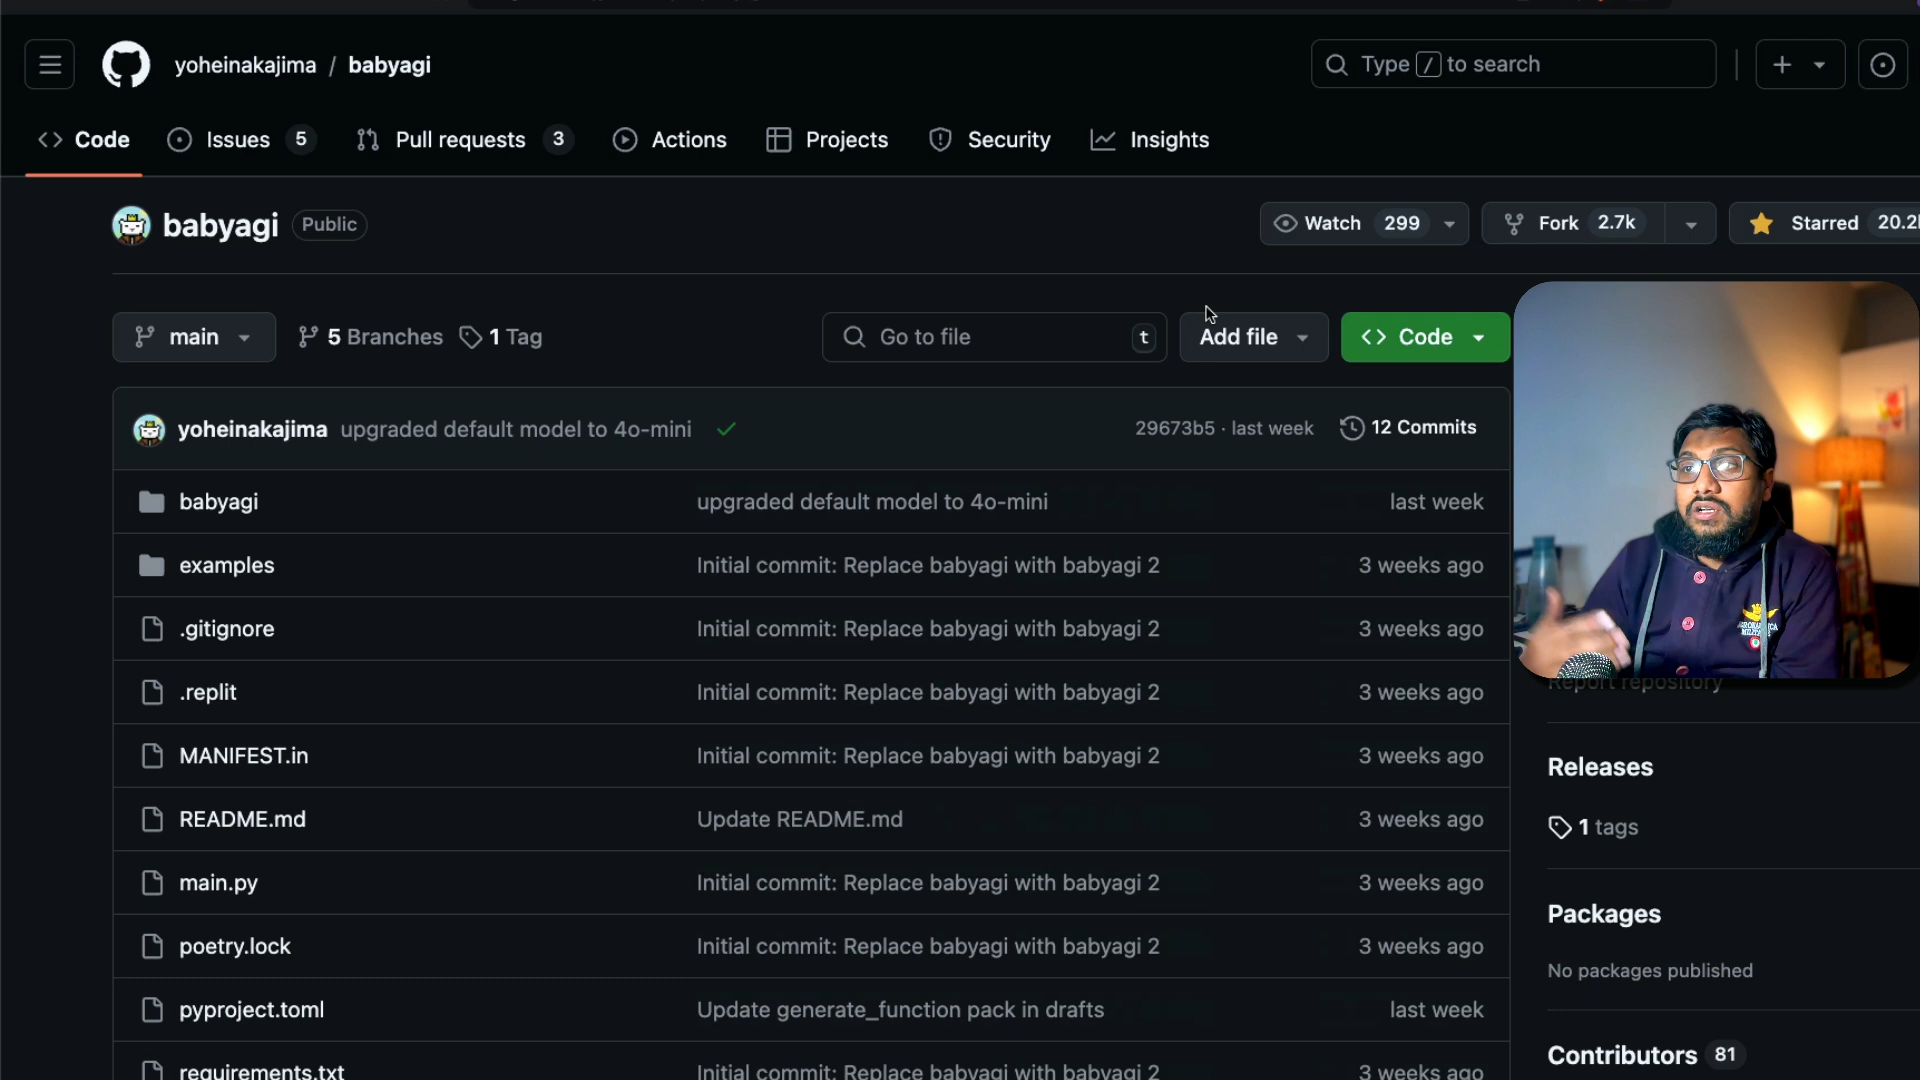 yoheinakajima / babyagi
Type / to search
Code
Issues 5
Pull requests 3
Actions
Projects
Security
Insights
babyagi Public
Watch 299
Fork 2.7k
Starred 20.2
main
5 Branches
1 Tag
Go to file t
Add file
Code
yoheinakajima upgraded default model to 4o-mini
29673b5 · last week
12 Commits
babyagi upgraded default model to 4o-mini last week
examples Initial commit: Replace babyagi with babyagi 2 3 weeks ago
.gitignore Initial commit: Replace babyagi with babyagi 2 3 weeks ago
.replit Initial commit: Replace babyagi with babyagi 2 3 weeks ago
MANIFEST.in Initial commit: Replace babyagi with babyagi 2 3 weeks ago
README.md Update README.md 3 weeks ago
main.py Initial commit: Replace babyagi with babyagi 2 3 weeks ago
poetry.lock Initial commit: Replace babyagi with babyagi 2 3 weeks ago
pyproject.toml Update generate_function pack in drafts last week
requirements.txt Initial commit: Replace babyagi with babyagi 2 3 weeks ago
Report repository
Releases
1 tags
Packages
No packages published
Contributors 81